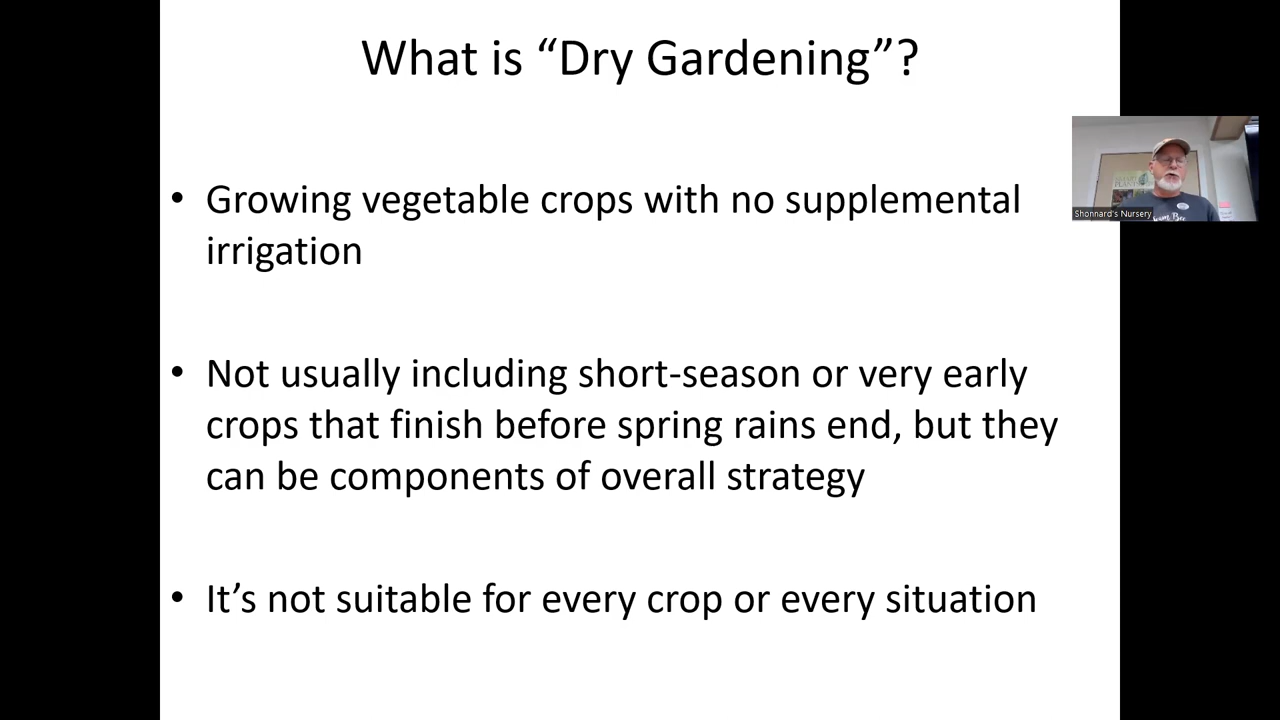 What is “Dry Gardening”?
• Growing vegetable crops with no supplemental
irrigation
• Not usually including short-season or very early
crops that finish before spring rains end, but they
can be components of overall strategy
• It’s not suitable for every crop or every situation
Shonnard's Nursery